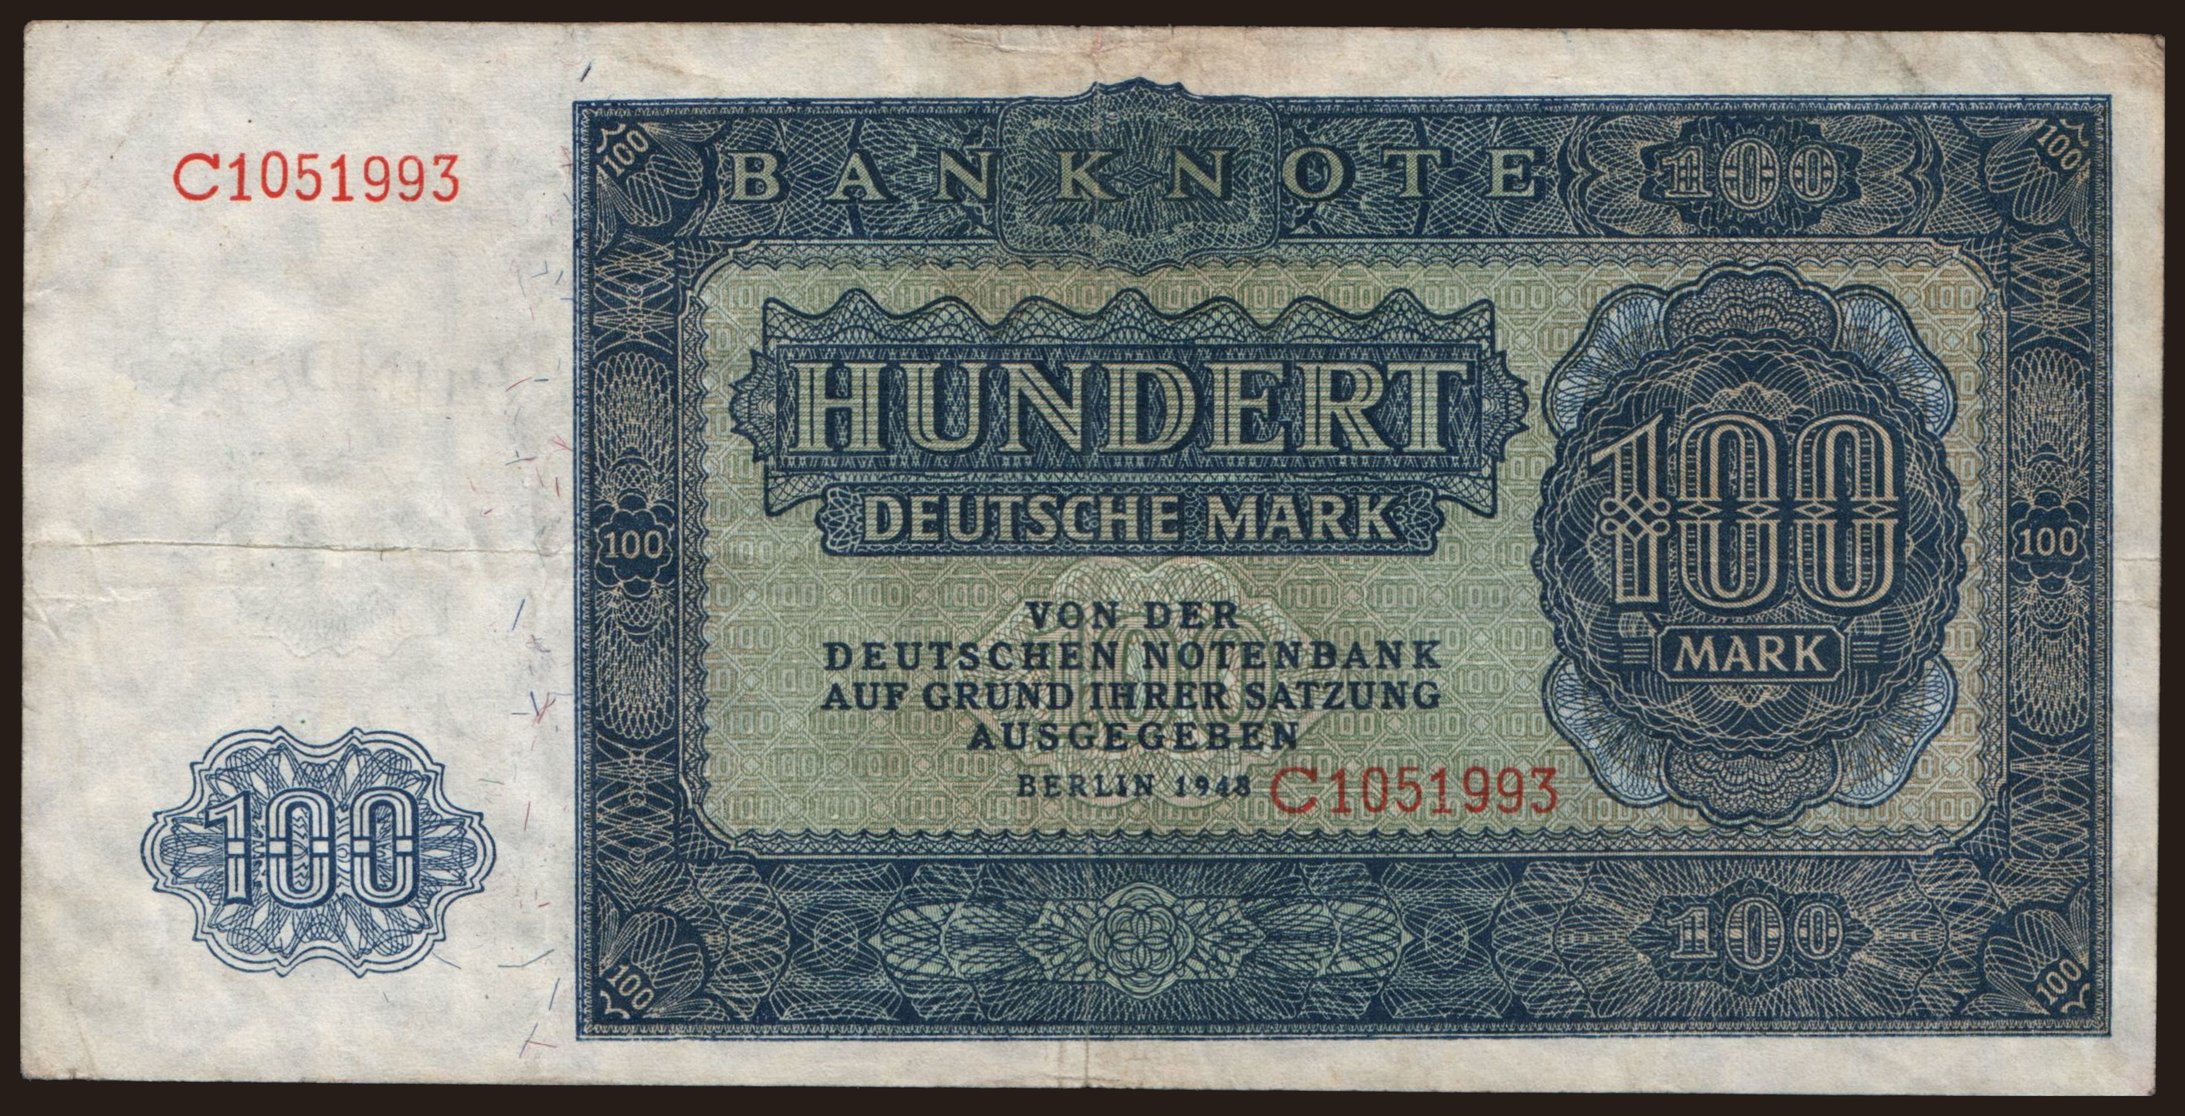 C1051993
100
BANKNOTE
100
100
HUNDERT
DEUTSCHE MARK
100
MARK
100
100
VON DER
DEUTSCHEN NOTENBANK
AUF GRUND IHRER SATZUNG
AUSGEGEBEN
BERLIN 1948 C1051993
100
100
100
100